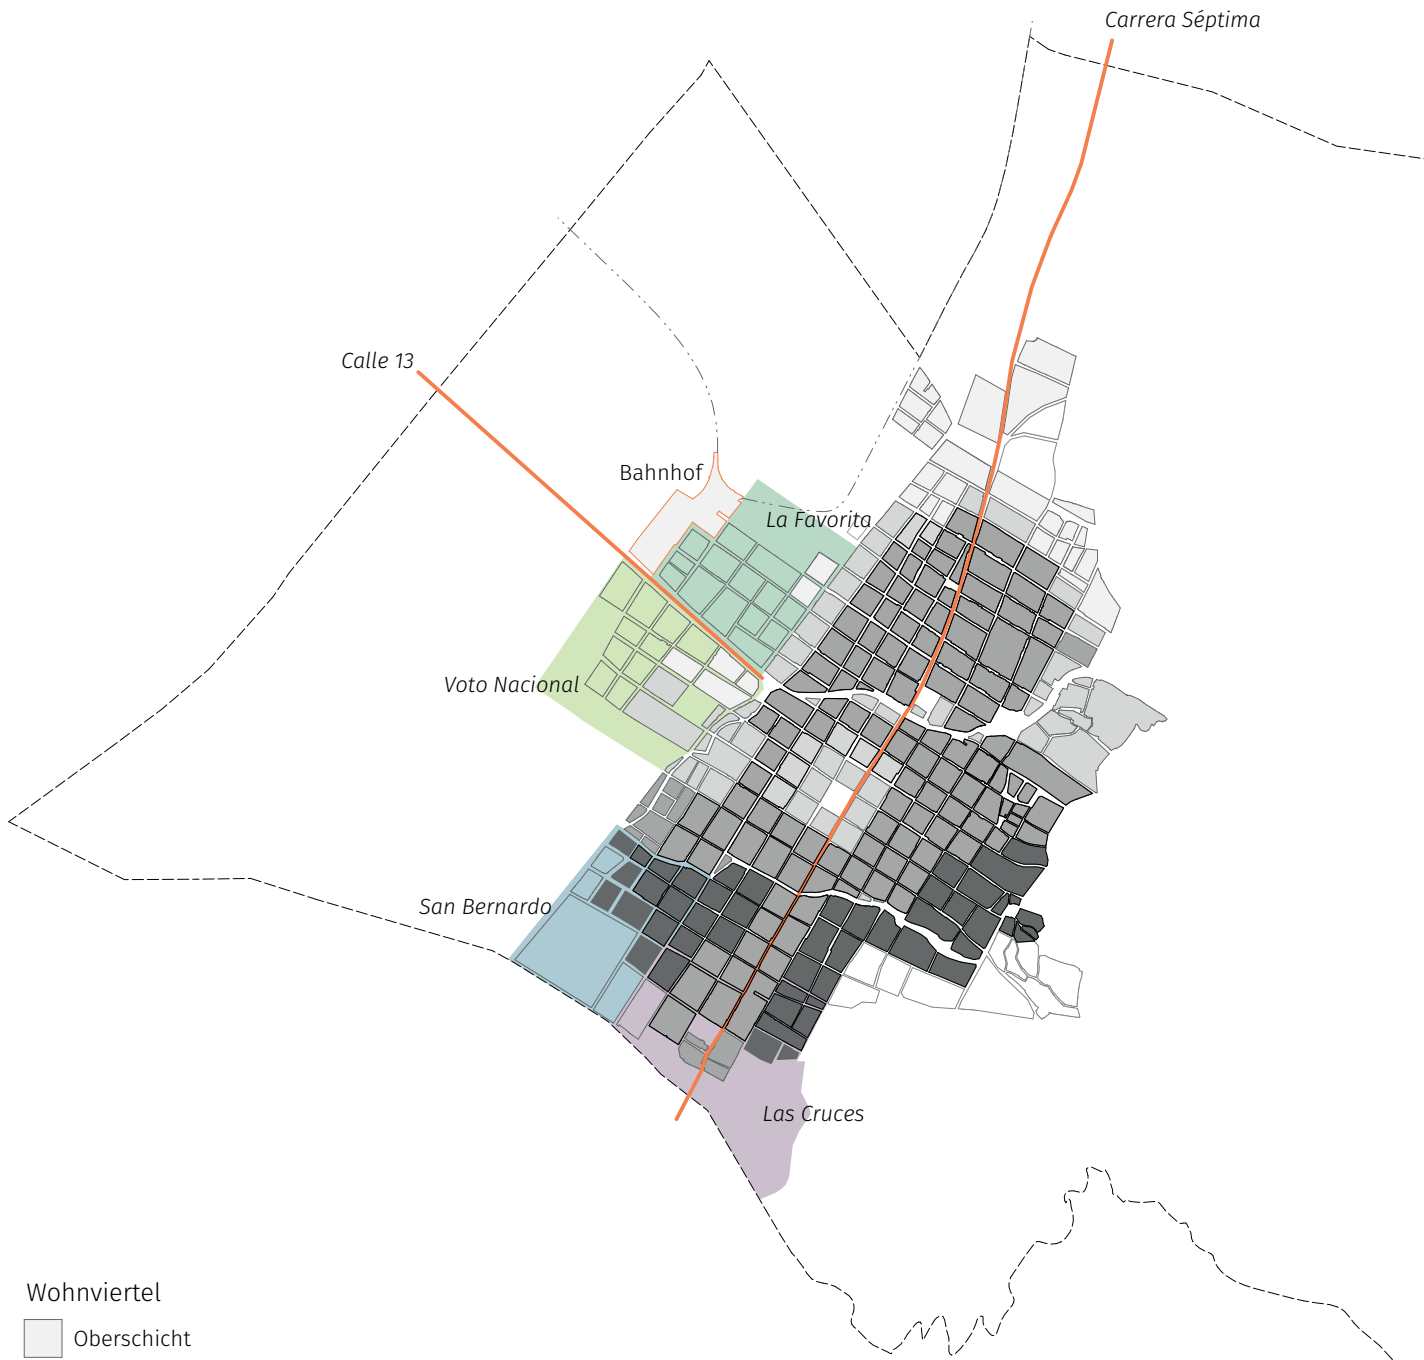 Carrera Séptima
Calle 13
Bahnhof
La Favorita
Voto Nacional
San Bernardo
Las Cruces
Wohnviertel
Oberschicht